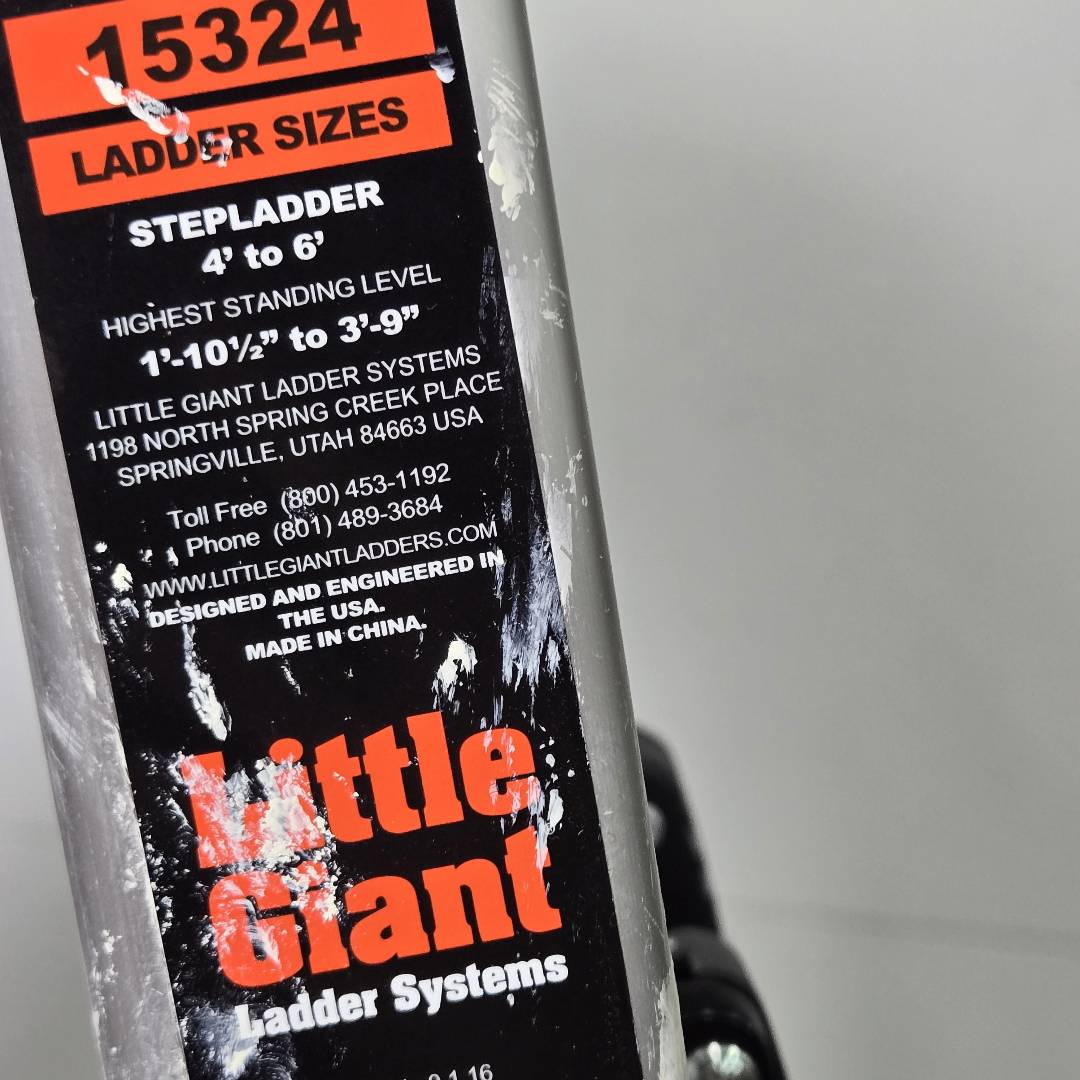 15324
LADDER SIZES
STEPLADDER
4’ to 6’
HIGHEST STANDING LEVEL
1’-10½” to 3’-9”
LITTLE GIANT LADDER SYSTEMS
1198 NORTH SPRING CREEK PLACE
SPRINGVILLE, UTAH 84663 USA
Toll Free (800) 453-1192
Phone (801) 489-3684
WWW.LITTLEGIANTLADDERS.COM
DESIGNED AND ENGINEERED IN
THE USA.
MADE IN CHINA.
Little
Giant
Ladder Systems